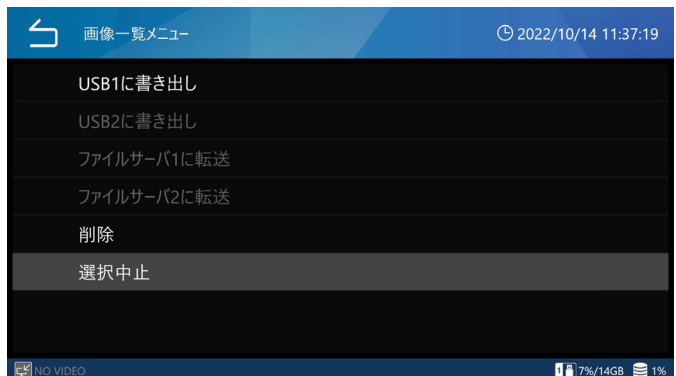 画像一覧メニュー
2022/10/14 11:37:19
USB1に書き出し
USB2に書き出し
ファイルサーバ1に転送
ファイルサーバ2に転送
削除
選択中止
NO VIDEO
1 7%/14GB 1%